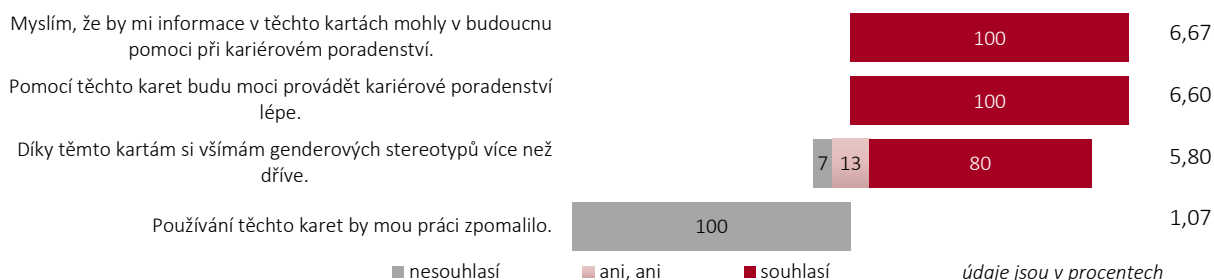 Myslím, že by mi informace v těchto kartách mohly v budoucnu
pomoci při kariérovém poradenství.
100
6,67
Pomocí těchto karet budu moci provádět kariérové poradenství
lépe.
100
6,60
Díky těmto kartám si všímám genderových stereotypů více než
dříve.
7 13 80
5,80
Používání těchto karet by mou práci zpomalilo.
100
1,07
nesouhlasí ani, ani souhlasí
údaje jsou v procentech